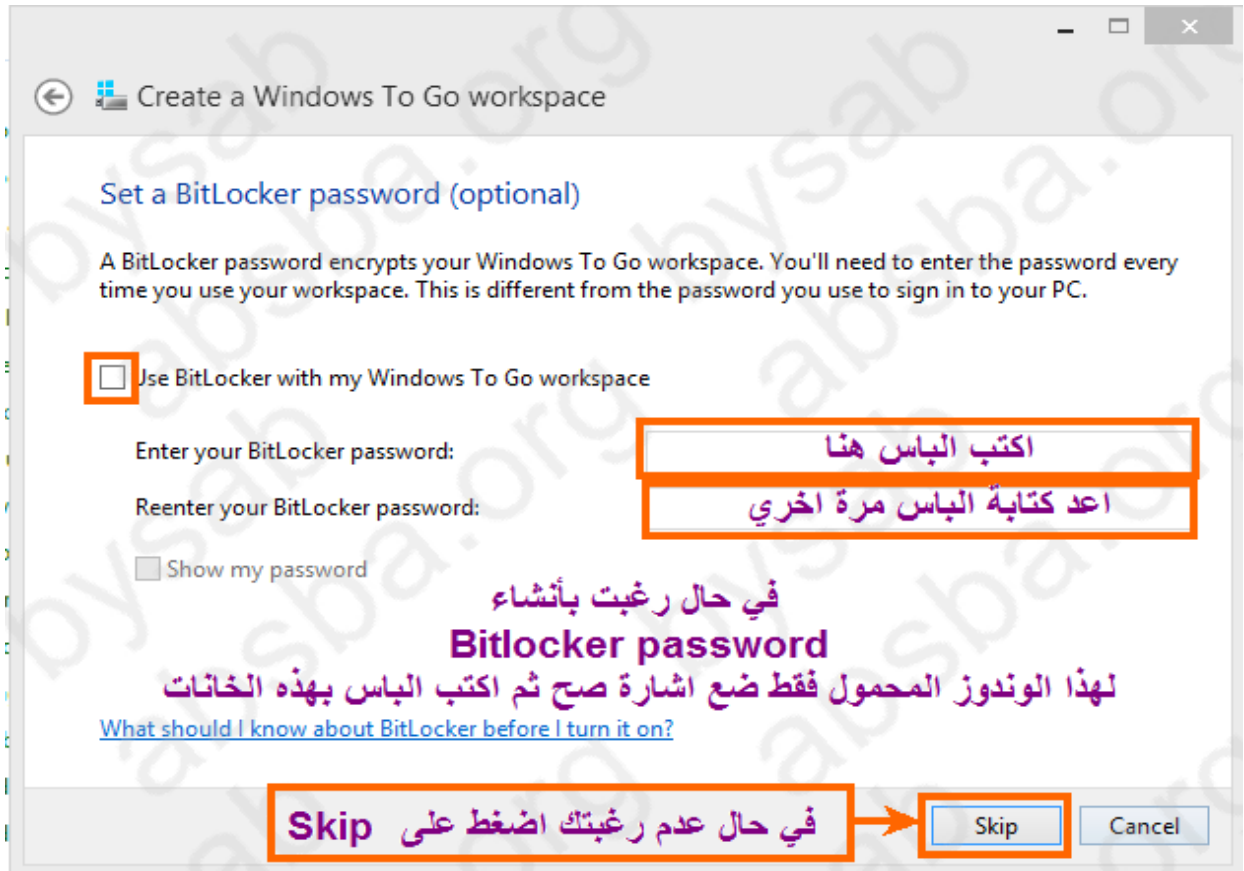 Create a Windows To Go workspace
Set a BitLocker password (optional)
A BitLocker password encrypts your Windows To Go workspace. You'll need to enter the password every
time you use your workspace. This is different from the password you use to sign in to your PC.
Use BitLocker with my Windows To Go workspace
Enter your BitLocker password:
اكتب الباس هنا
Reenter your BitLocker password:
اعد كتابة الباس مرة اخري
Show my password
في حال رغبت بأنشاء
Bitlocker password
لهذا الوندوز المحمول فقط ضع اشارة صح ثم اكتب الباس بهذه الخانات
What should I know about BitLocker before I turn it on?
في حال عدم رغبتك اضغط على Skip
Skip
Cancel